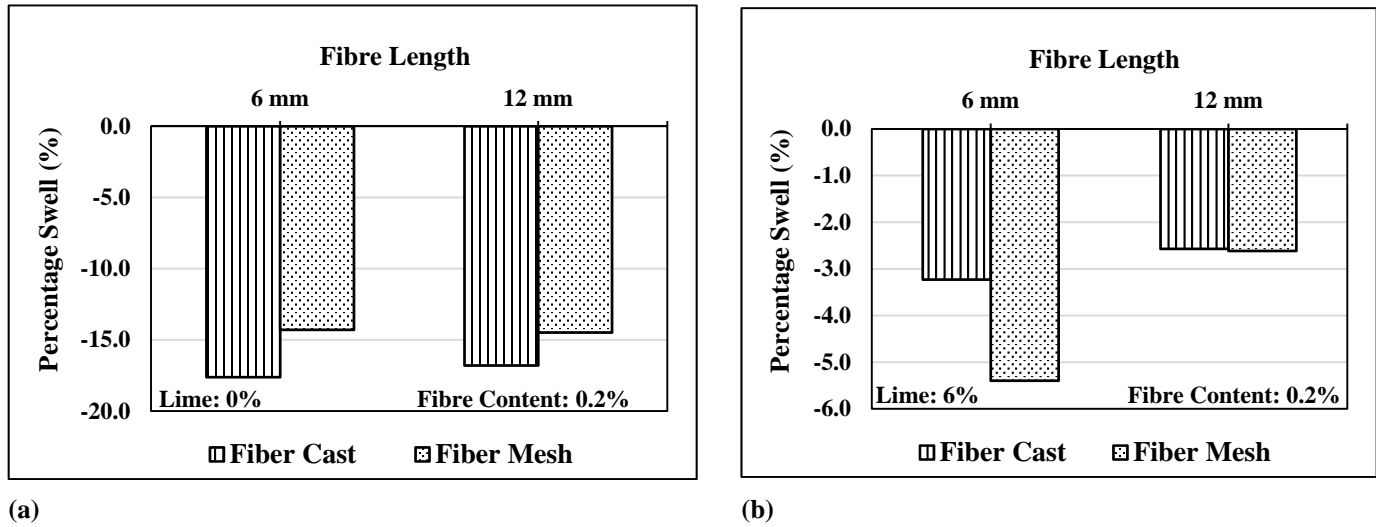 Fibre Length
6 mm 12 mm
0.0
-5.0
-10.0
-15.0
-20.0
Percentage Swell (%)
Lime: 0% Fibre Content: 0.2%
Fiber Cast Fiber Mesh
(a)
Fibre Length
6 mm 12 mm
0.0
-1.0
-2.0
-3.0
-4.0
-5.0
-6.0
Percentage Swell (%)
Lime: 6% Fibre Content: 0.2%
Fiber Cast Fiber Mesh
(b)